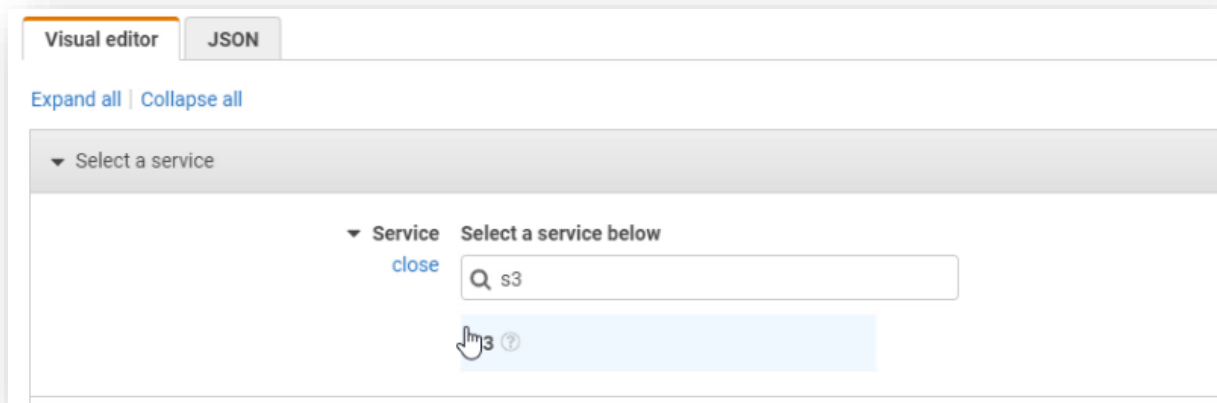 Visual editor
JSON
Expand all | Collapse all
Select a service
Service Select a service below
close
s3
3